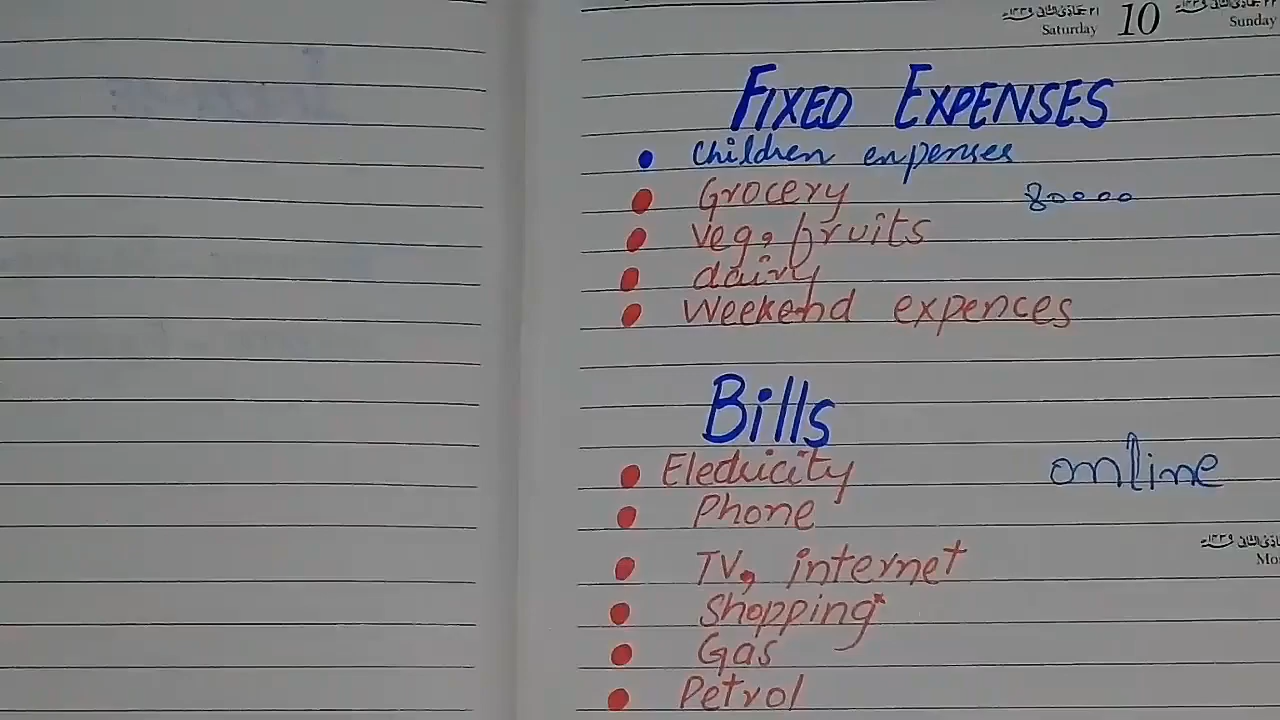 Saturday 10 Sunday
FIXED EXPENSES
• Children expenses
• Grocery 80000
• Veg, fruits
• dairy
• Weekend expences
Bills
• Electricity online
• Phone
• TV, internet
• Shopping*
• Gas
• Petrol